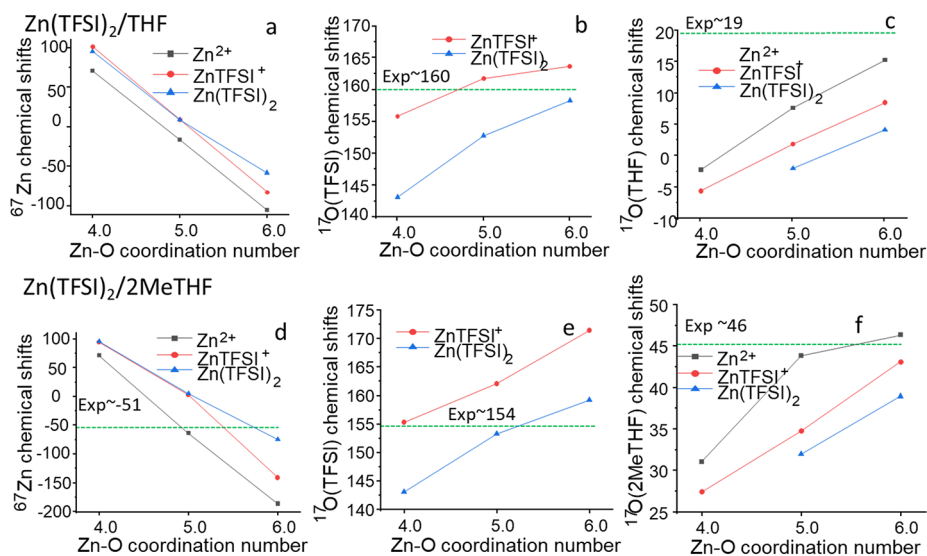 Zn(TFSI)₂/THF
a
⁶⁷Zn chemical shifts
100
50
0
-50
-100
Zn²⁺
ZnTFSI⁺
Zn(TFSI)₂
4.0 5.0 6.0
Zn-O coordination number
b
¹⁷O(TFSI) chemical shifts
170
165
160
155
150
145
140
ZnTFSI⁺
Zn(TFSI)₂
Exp~160
4.0 5.0 6.0
Zn-O coordination number
c
¹⁷O(THF) chemical shifts
20
15
10
5
0
-5
-10
Exp~19
Zn²⁺
ZnTFSI⁺
Zn(TFSI)₂
4.0 5.0 6.0
Zn-O coordination number
Zn(TFSI)₂/2MeTHF
d
⁶⁷Zn chemical shifts
100
50
0
-50
-100
-150
-200
Zn²⁺
ZnTFSI⁺
Zn(TFSI)₂
Exp~-51
4.0 5.0 6.0
Zn-O coordination number
e
¹⁷O(TFSI) chemical shifts
175
170
165
160
155
150
145
140
ZnTFSI⁺
Zn(TFSI)₂
Exp~154
4.0 5.0 6.0
Zn-O coordination number
f
¹⁷O(2MeTHF) chemical shifts
50
45
40
35
30
25
Exp ~46
Zn²⁺
ZnTFSI⁺
Zn(TFSI)₂
4.0 5.0 6.0
Zn-O coordination number